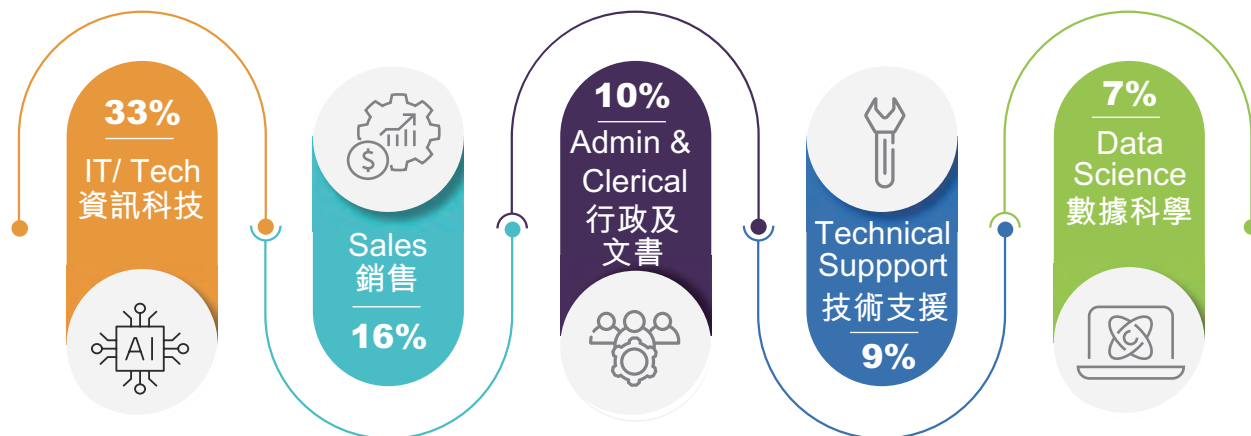 33%
IT/ Tech
資訊科技
AI
$
Sales
銷售
16%
10%
Admin &
Clerical
行政及
文書
Technical
Suppport
技術支援
9%
7%
Data
Science
數據科學
C